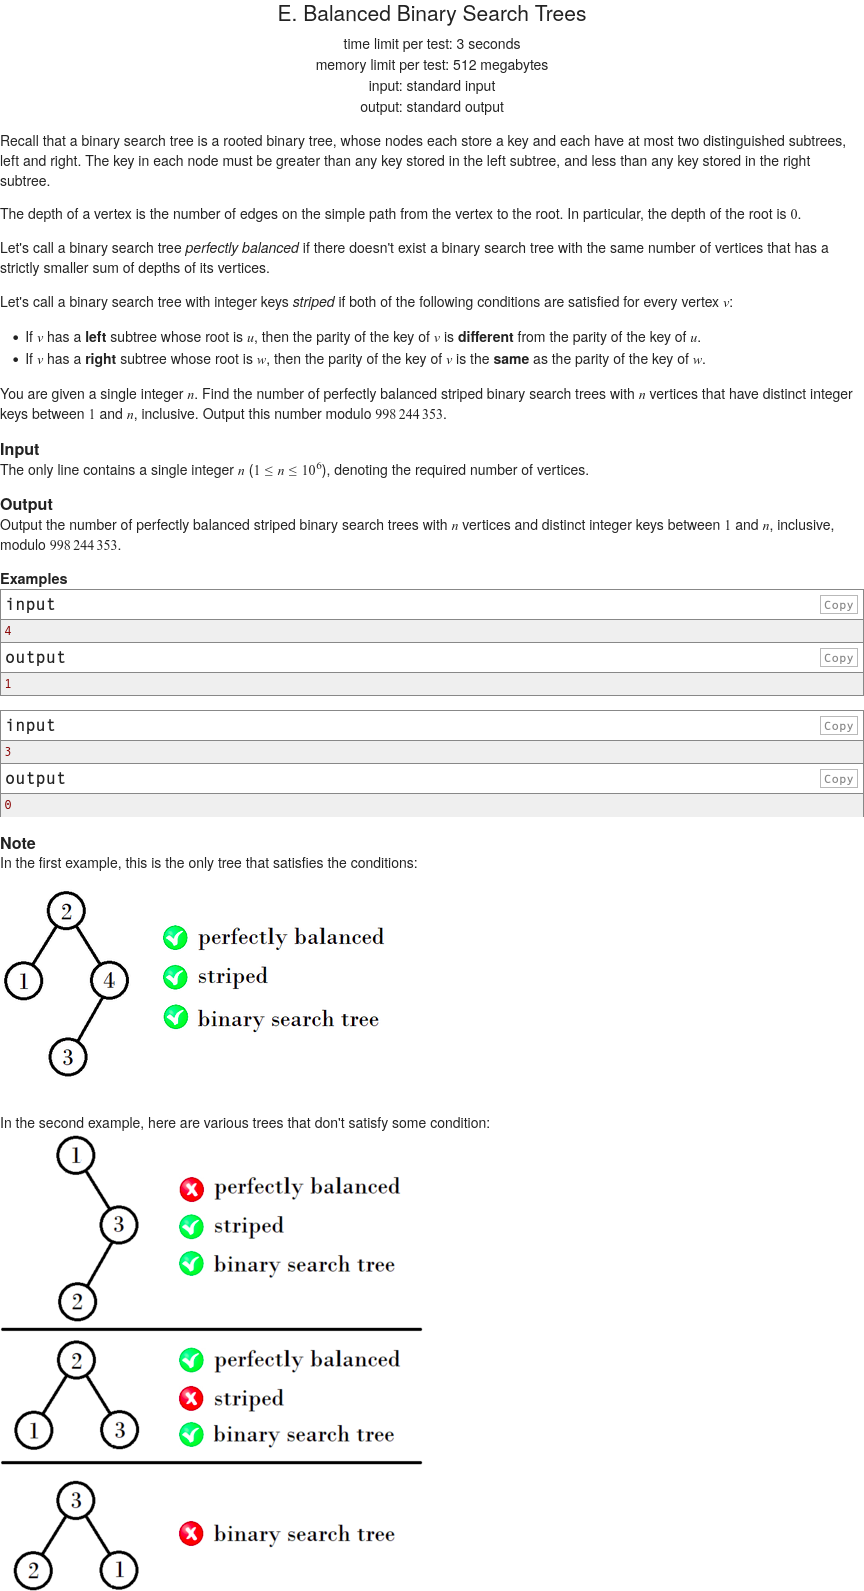 E. Balanced Binary Search Trees
time limit per test: 3 seconds
memory limit per test: 512 megabytes
input: standard input
output: standard output
Recall that a binary search tree is a rooted binary tree, whose nodes each store a key and each have at most two distinguished subtrees,
left and right. The key in each node must be greater than any key stored in the left subtree, and less than any key stored in the right
subtree.
The depth of a vertex is the number of edges on the simple path from the vertex to the root. In particular, the depth of the root is 0.
Let's call a binary search tree perfectly balanced if there doesn't exist a binary search tree with the same number of vertices that has a
strictly smaller sum of depths of its vertices.
Let's call a binary search tree with integer keys striped if both of the following conditions are satisfied for every vertex v:
• If v has a left subtree whose root is u, then the parity of the key of v is different from the parity of the key of u.
• If v has a right subtree whose root is w, then the parity of the key of v is the same as the parity of the key of w.
You are given a single integer n. Find the number of perfectly balanced striped binary search trees with n vertices that have distinct integer
keys between 1 and n, inclusive. Output this number modulo 998 244 353.
Input
The only line contains a single integer n (1 ≤ n ≤ 10⁶), denoting the required number of vertices.
Output
Output the number of perfectly balanced striped binary search trees with n vertices and distinct integer keys between 1 and n, inclusive,
modulo 998 244 353.
Examples
input Copy
4
output Copy
1
input Copy
3
output Copy
0
Note
In the first example, this is the only tree that satisfies the conditions:
2
perfectly balanced
1 4
striped
3
binary search tree
In the second example, here are various trees that don't satisfy some condition:
1
perfectly balanced
3
striped
2
binary search tree
2
perfectly balanced
striped
1 3
binary search tree
3
binary search tree
2 1